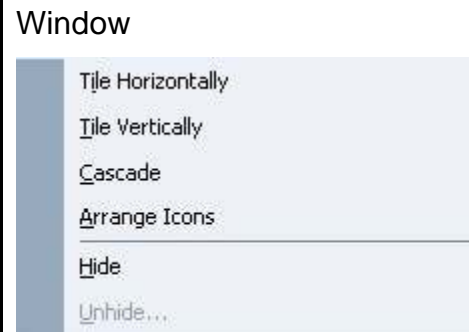 Window
Tile Horizontally
Tile Vertically
Cascade
Arrange Icons
Hide
Unhide...